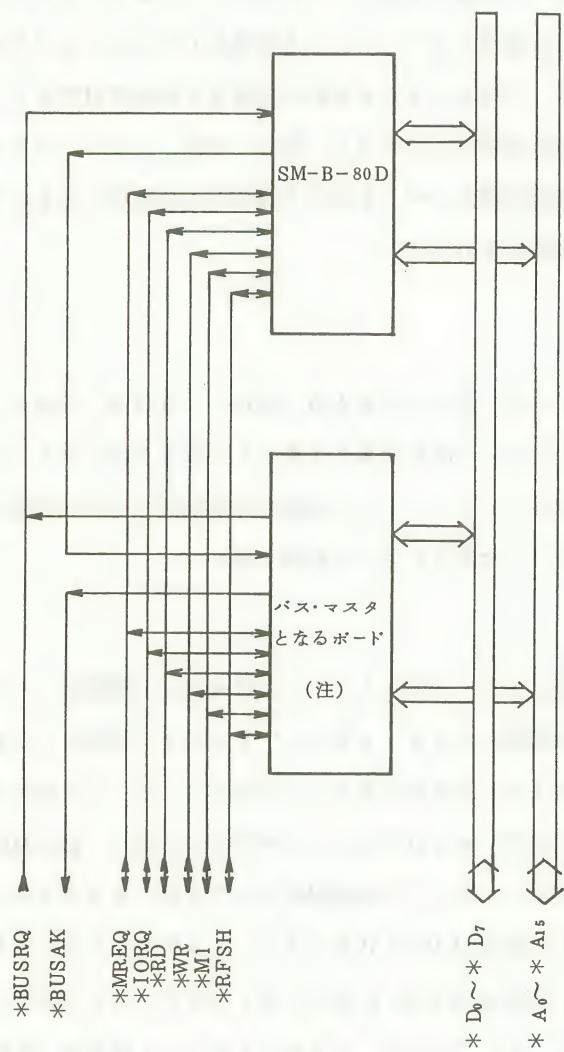 SM-B-80D
バス・マスタ
となるボード
(注)
*BUSRQ
*BUSAK
*MREQ
*IORQ
*RD
*WR
*M1
*RFSH
* D0〜* D7
* A0〜* A15